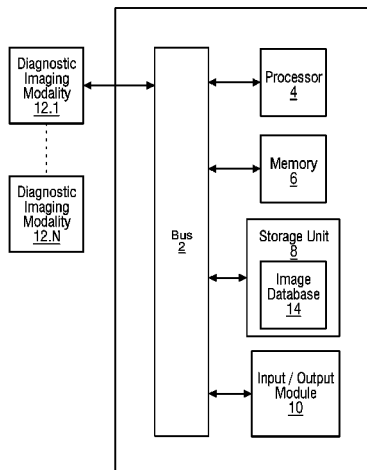 Diagnostic
Imaging
Modality
12.1
Diagnostic
Imaging
Modality
12.N
Bus
2
Processor
4
Memory
6
Storage Unit
8
Image
Database
14
Input / Output
Module
10